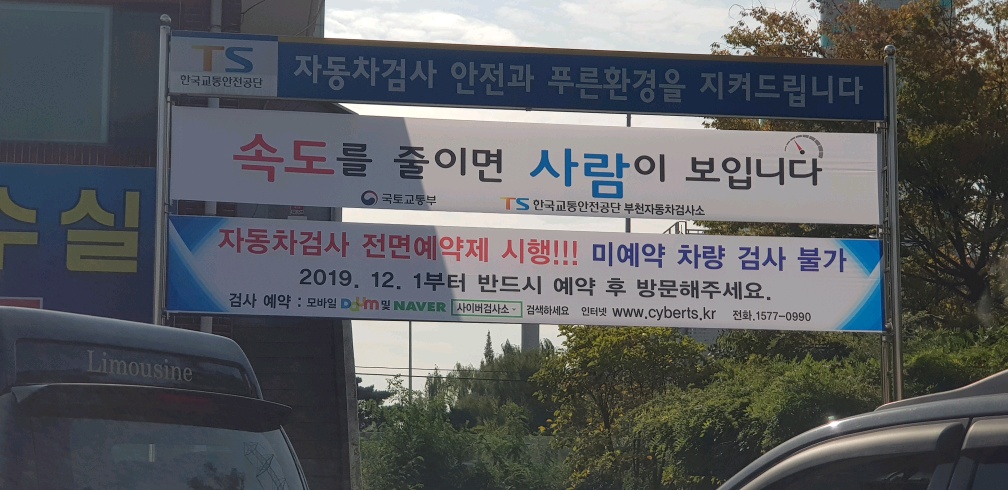 TS
한국교통안전공단
자동차검사 안전과 푸른환경을 지켜드립니다
속도를 줄이면 사람이 보입니다
국토교통부 TS 한국교통안전공단 부천자동차검사소
수실
자동차검사 전면예약제 시행!!! 미예약 차량 검사 불가
2019. 12. 1부터 반드시 예약 후 방문해주세요.
검사 예약 : 모바일 Daum 및 NAVER 사이버검사소 검색하세요 인터넷 www.cyberts.kr 전화.1577-0990
Limousine